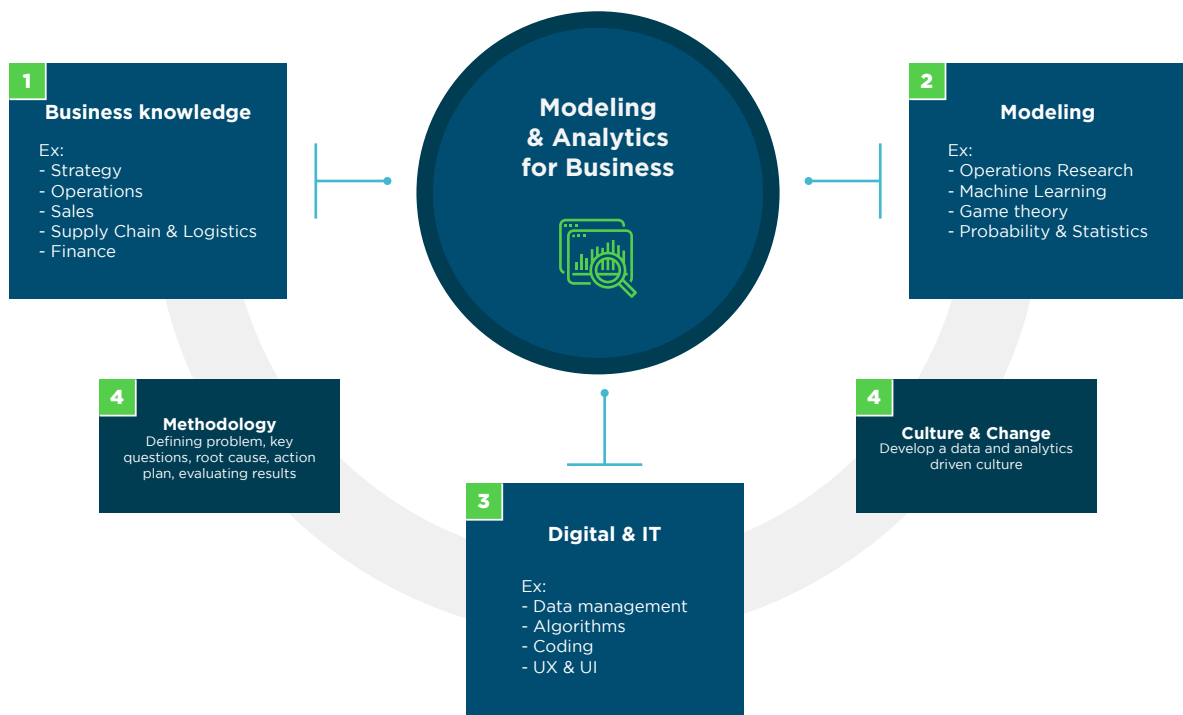 1
Business knowledge
Ex:
- Strategy
- Operations
- Sales
- Supply Chain & Logistics
- Finance
Modeling
& Analytics
for Business
2
Modeling
Ex:
- Operations Research
- Machine Learning
- Game theory
- Probability & Statistics
4
Methodology
Defining problem, key
questions, root cause, action
plan, evaluating results
4
Culture & Change
Develop a data and analytics
driven culture
3
Digital & IT
Ex:
- Data management
- Algorithms
- Coding
- UX & UI